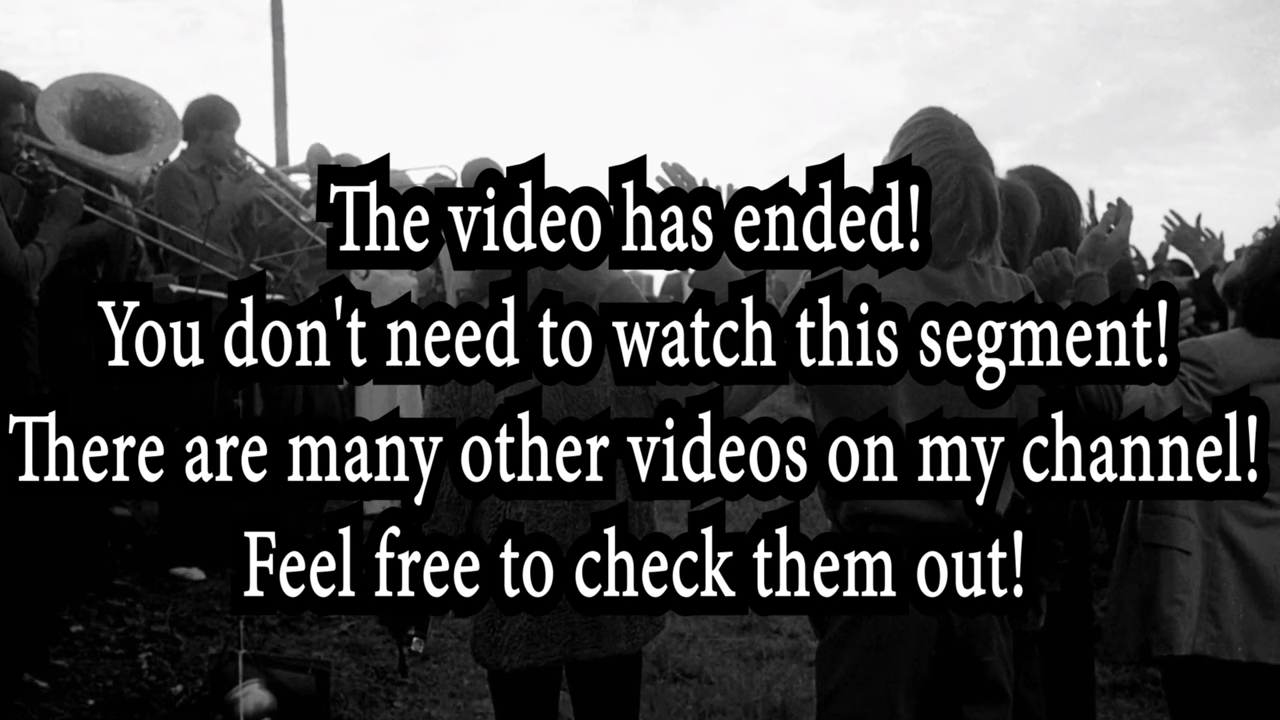 The video has ended!
You don't need to watch this segment!
There are many other videos on my channel!
Feel free to check them out!